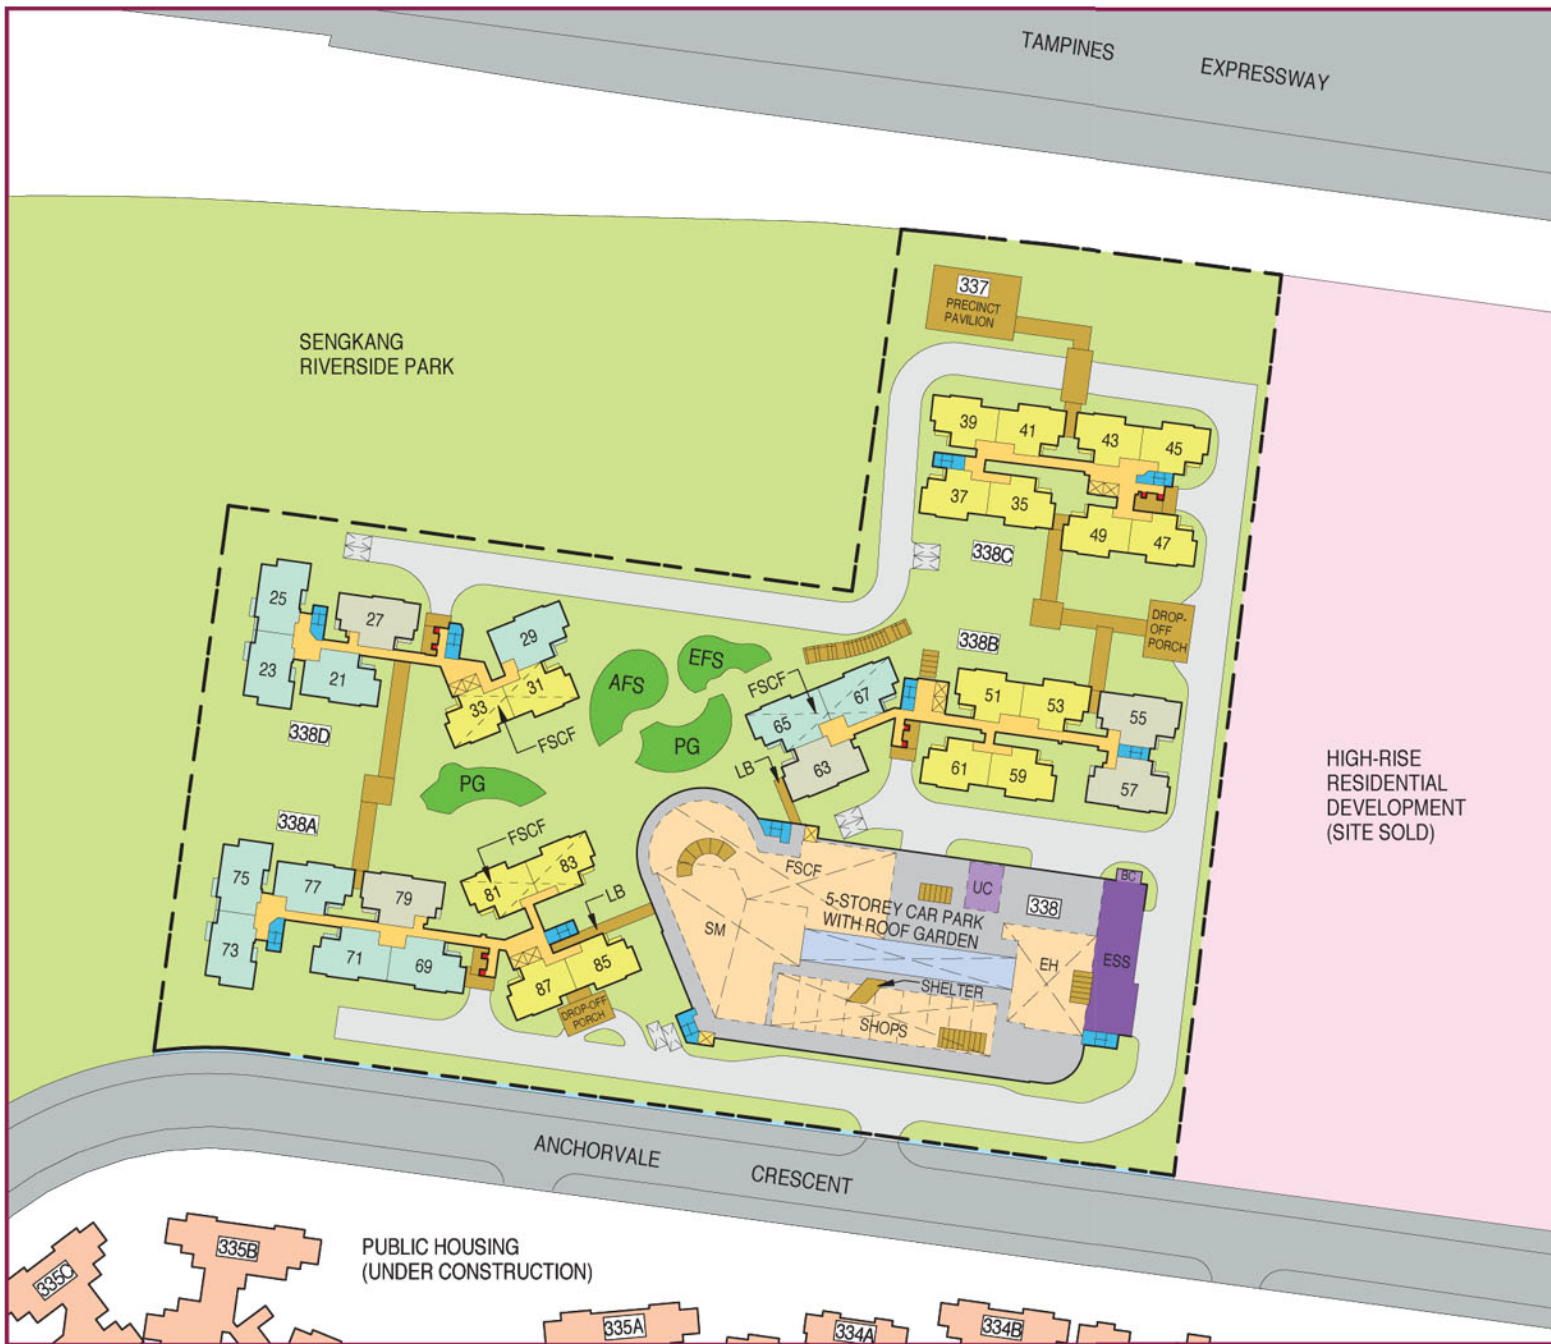 TAMPINES EXPRESSWAY
337
PRECINCT
PAVILION
SENGKANG
RIVERSIDE PARK
39
41
43
45
37
35
49
47
338C
25
27
29
23
21
33
31
FSCF
338D
AFS
EFS
PG
PG
338B
DROP-
OFF
PORCH
FSCF
67
65
63
LB
51
53
55
61
59
57
HIGH-RISE
RESIDENTIAL
DEVELOPMENT
(SITE SOLD)
338A
FSCF
75
77
79
81
83
73
71
69
87
85
LB
DROP-OFF
PORCH
FSCF
UC
BC
338
5-STOREY CAR PARK
WITH ROOF GARDEN
SM
EH
ESS
SHELTER
SHOPS
ANCHORVALE CRESCENT
PUBLIC HOUSING
(UNDER CONSTRUCTION)
335C
335B
335A
334A
334B